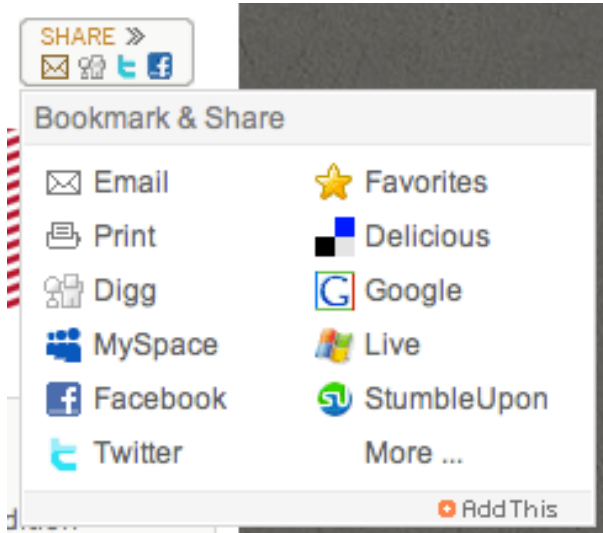 SHARE
Bookmark & Share
Email
Favorites
Print
Delicious
Digg
Google
MySpace
Live
Facebook
StumbleUpon
Twitter
More ...
AddThis